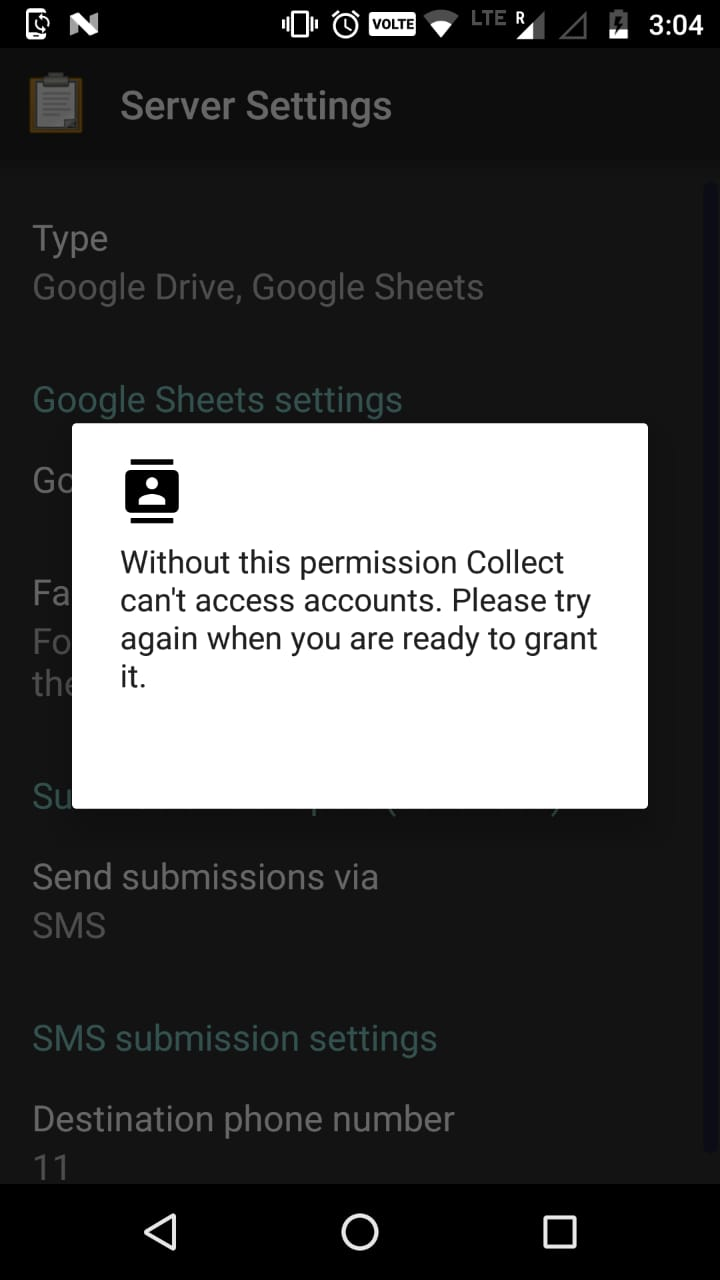 VOLTE LTE R 3:04
Server Settings
Type
Google Drive, Google Sheets
Google Sheets settings
Without this permission Collect
can't access accounts. Please try
again when you are ready to grant
it.
Send submissions via
SMS
SMS submission settings
Destination phone number
11